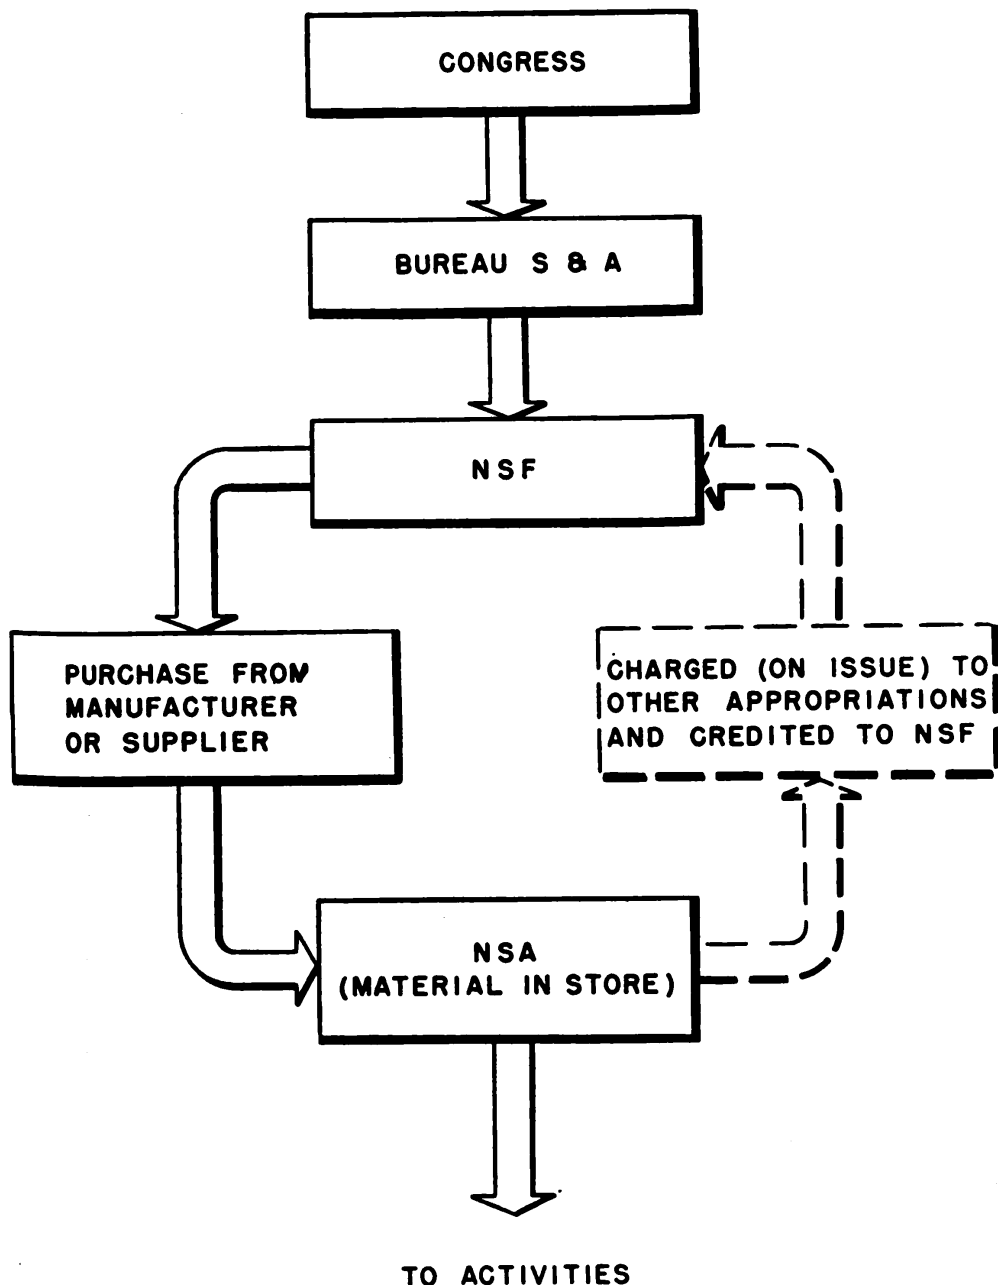 CONGRESS
BUREAU S & A
NSF
PURCHASE FROM
MANUFACTURER
OR SUPPLIER
CHARGED (ON ISSUE) TO
OTHER APPROPRIATIONS
AND CREDITED TO NSF
NSA
(MATERIAL IN STORE)
TO ACTIVITIES